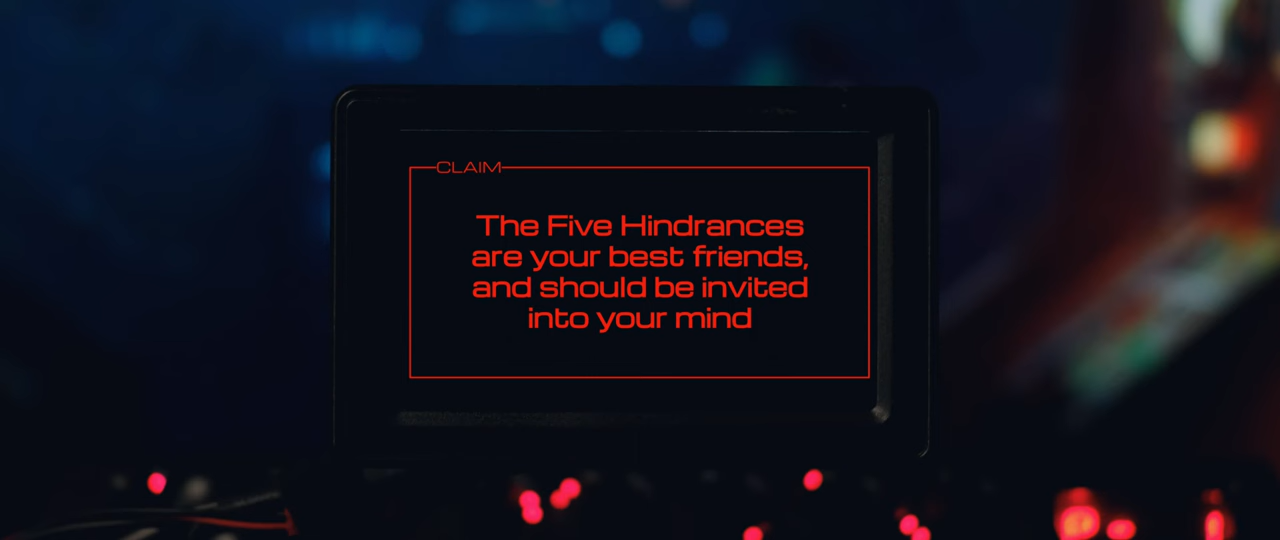 CLAIM
The Five Hindrances
are your best friends,
and should be invited
into your mind